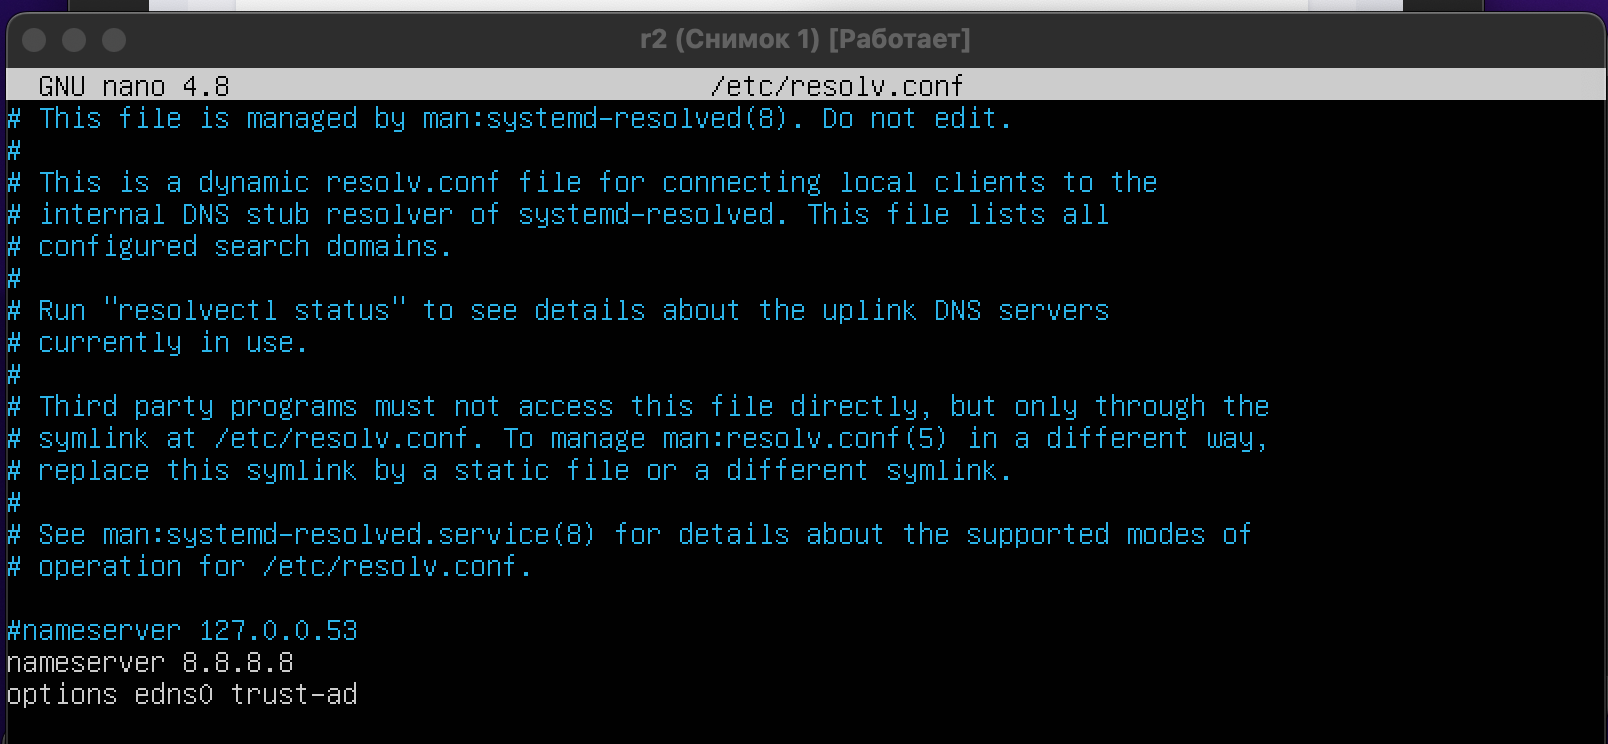 r2 (Снимок 1) [Работает]
GNU nano 4.8 /etc/resolv.conf
# This file is managed by man:systemd-resolved(8). Do not edit.
#
# This is a dynamic resolv.conf file for connecting local clients to the
# internal DNS stub resolver of systemd-resolved. This file lists all
# configured search domains.
#
# Run "resolvectl status" to see details about the uplink DNS servers
# currently in use.
#
# Third party programs must not access this file directly, but only through the
# symlink at /etc/resolv.conf. To manage man:resolv.conf(5) in a different way,
# replace this symlink by a static file or a different symlink.
#
# See man:systemd-resolved.service(8) for details about the supported modes of
# operation for /etc/resolv.conf.
#nameserver 127.0.0.53
nameserver 8.8.8.8
options edns0 trust-ad